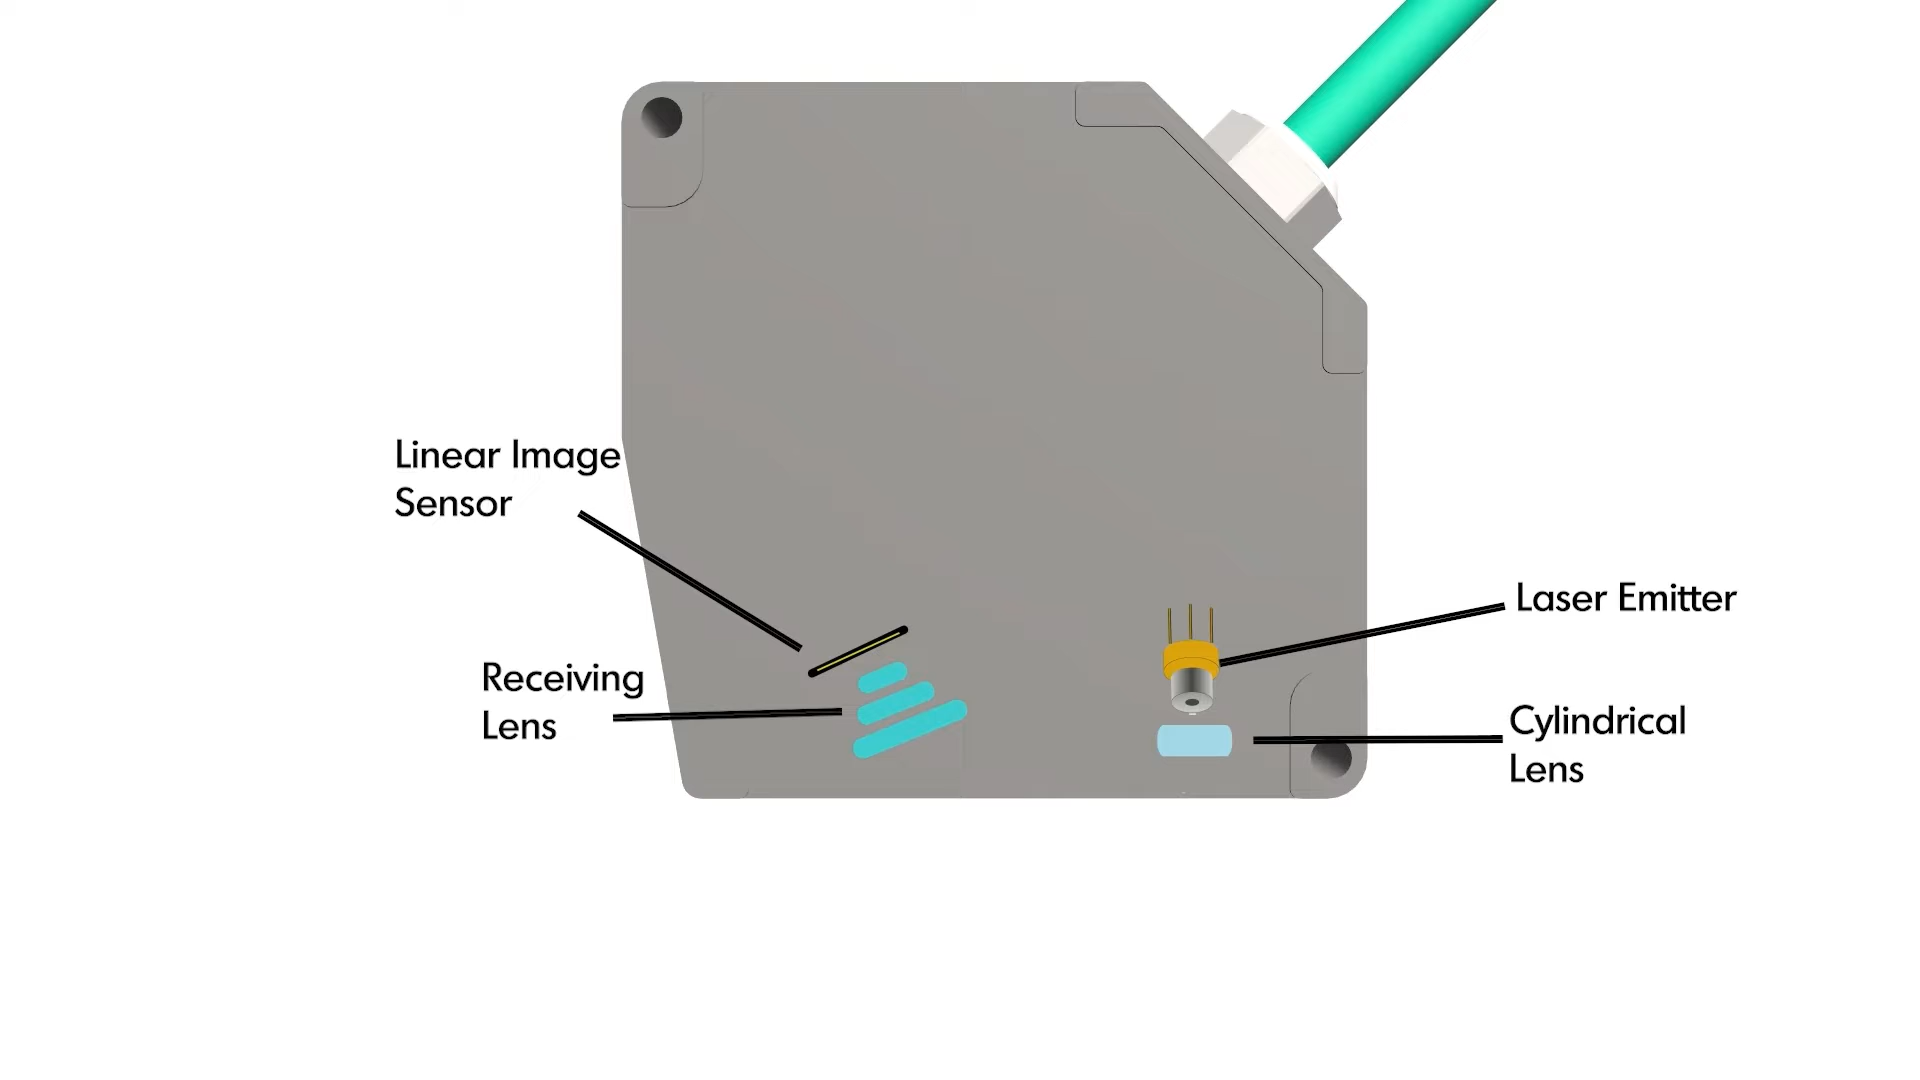 Linear Image
Sensor
Receiving
Lens
Laser Emitter
Cylindrical
Lens